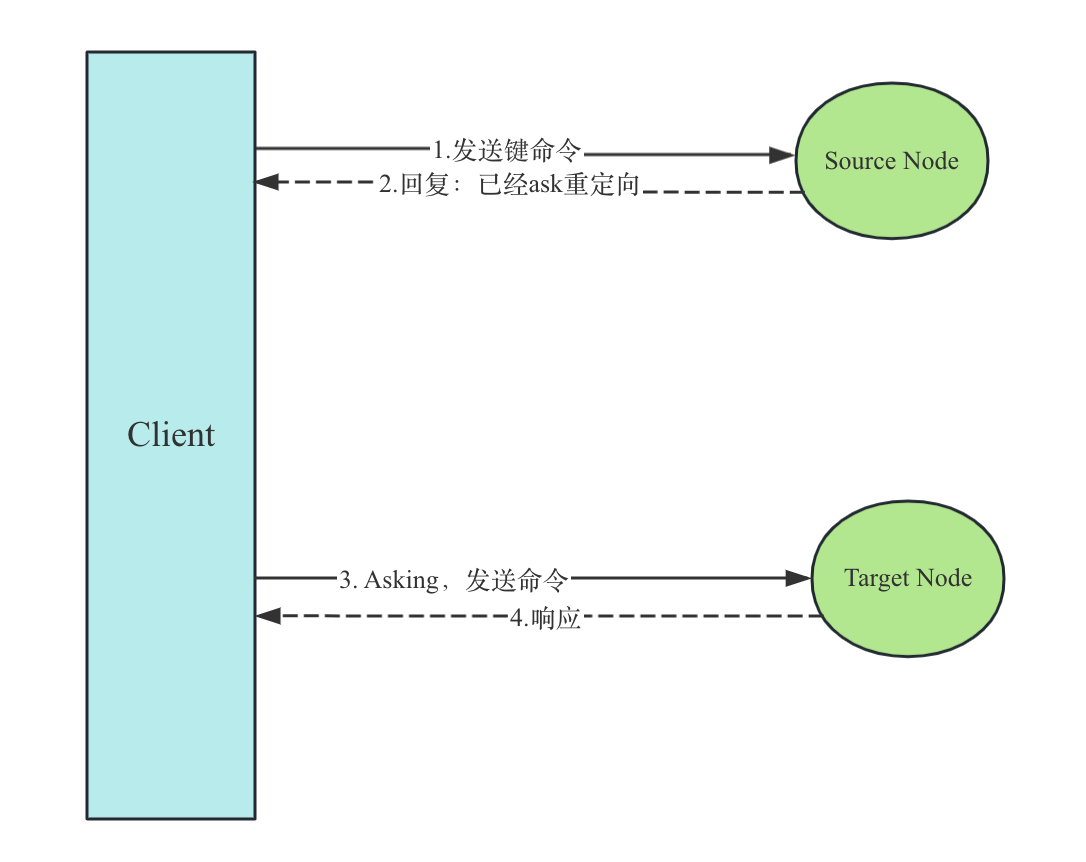 1.发送键命令
Source Node
2.回复：已经ask重定向
Client
3. Asking，发送命令
Target Node
4.响应